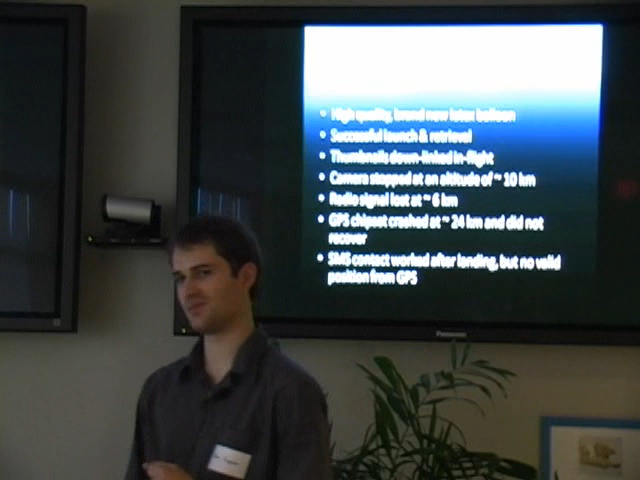 • High quality, brand new latex balloon
• Successful launch & retrieval
• Thumbnails down-linked in-flight
• Camera stopped at an altitude of ~ 10 km
• Radio signal lost at ~ 6 km
• GPS chipset crashed at ~ 24 km and did not
recover
• SMS contact worked after landing, but no valid
position from GPS
Panasonic